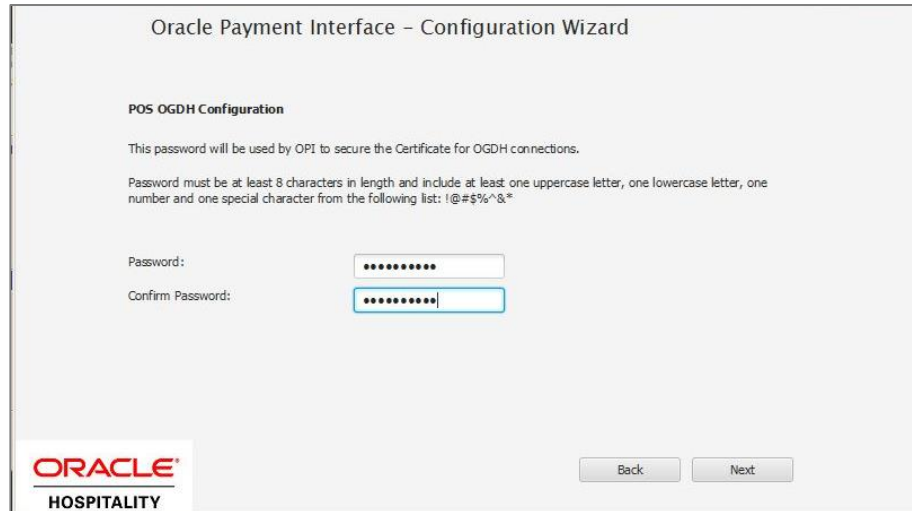 Oracle Payment Interface – Configuration Wizard
POS OGDH Configuration
This password will be used by OPI to secure the Certificate for OGDH connections.
Password must be at least 8 characters in length and include at least one uppercase letter, one lowercase letter, one
number and one special character from the following list: !@#$%^&*
Password: ••••••••••
Confirm Password: ••••••••••
Back Next
ORACLE®
HOSPITALITY